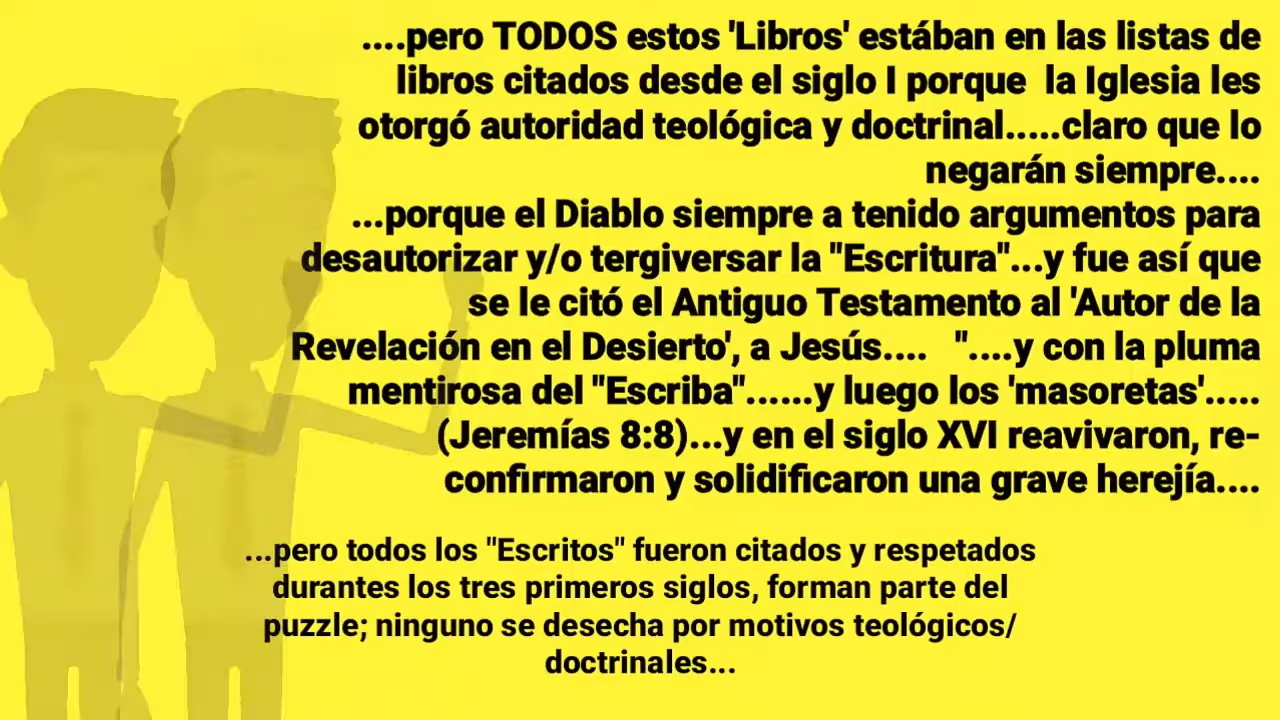 ....pero TODOS estos 'Libros' estában en las listas de
libros citados desde el siglo I porque  la Iglesia les
otorgó autoridad teológica y doctrinal.....claro que lo
negarán siempre....
...porque el Diablo siempre a tenido argumentos para
desautorizar y/o tergiversar la "Escritura"...y fue así que
se le citó el Antiguo Testamento al 'Autor de la
Revelación en el Desierto', a Jesús....   "....y con la pluma
mentirosa del "Escriba"......y luego los 'masoretas'.....
(Jeremías 8:8)...y en el siglo XVI reavivaron, re-
confirmaron y solidificaron una grave herejía....
...pero todos los "Escritos" fueron citados y respetados
durantes los tres primeros siglos, forman parte del
puzzle; ninguno se desecha por motivos teológicos/
doctrinales...